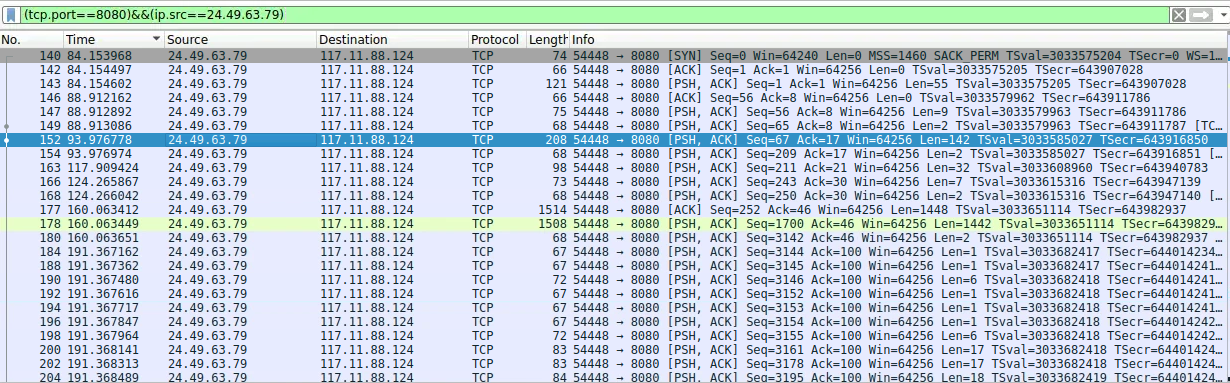 (tcp.port==8080)&&(ip.src==24.49.63.79)
No. Time Source Destination Protocol Length Info
140 84.153968 24.49.63.79 117.11.88.124 TCP 74 54448 → 8080 [SYN] Seq=0 Win=64240 Len=0 MSS=1460 SACK_PERM TSval=3033575204 TSecr=0 WS=1…
142 84.154497 24.49.63.79 117.11.88.124 TCP 66 54448 → 8080 [ACK] Seq=1 Ack=1 Win=64256 Len=0 TSval=3033575205 TSecr=643907028
143 84.154602 24.49.63.79 117.11.88.124 TCP 121 54448 → 8080 [PSH, ACK] Seq=1 Ack=1 Win=64256 Len=55 TSval=3033575205 TSecr=643907028
146 88.912162 24.49.63.79 117.11.88.124 TCP 66 54448 → 8080 [ACK] Seq=56 Ack=8 Win=64256 Len=0 TSval=3033579962 TSecr=643911786
147 88.912892 24.49.63.79 117.11.88.124 TCP 75 54448 → 8080 [PSH, ACK] Seq=56 Ack=8 Win=64256 Len=9 TSval=3033579963 TSecr=643911786
149 88.913086 24.49.63.79 117.11.88.124 TCP 68 54448 → 8080 [PSH, ACK] Seq=65 Ack=8 Win=64256 Len=2 TSval=3033579963 TSecr=643911787 [TC…
152 93.976778 24.49.63.79 117.11.88.124 TCP 208 54448 → 8080 [PSH, ACK] Seq=67 Ack=17 Win=64256 Len=142 TSval=3033585027 TSecr=643916850
154 93.976974 24.49.63.79 117.11.88.124 TCP 68 54448 → 8080 [PSH, ACK] Seq=209 Ack=17 Win=64256 Len=2 TSval=3033585027 TSecr=643916851 […
163 117.909424 24.49.63.79 117.11.88.124 TCP 98 54448 → 8080 [PSH, ACK] Seq=211 Ack=21 Win=64256 Len=32 TSval=3033608960 TSecr=643940783
166 124.265867 24.49.63.79 117.11.88.124 TCP 73 54448 → 8080 [PSH, ACK] Seq=243 Ack=30 Win=64256 Len=7 TSval=3033615316 TSecr=643947139
168 124.266042 24.49.63.79 117.11.88.124 TCP 68 54448 → 8080 [PSH, ACK] Seq=250 Ack=30 Win=64256 Len=2 TSval=3033615316 TSecr=643947140 […
177 160.063412 24.49.63.79 117.11.88.124 TCP 1514 54448 → 8080 [ACK] Seq=252 Ack=46 Win=64256 Len=1448 TSval=3033651114 TSecr=643982937
178 160.063449 24.49.63.79 117.11.88.124 TCP 1508 54448 → 8080 [PSH, ACK] Seq=1700 Ack=46 Win=64256 Len=1442 TSval=3033651114 TSecr=6439829…
180 160.063651 24.49.63.79 117.11.88.124 TCP 68 54448 → 8080 [PSH, ACK] Seq=3142 Ack=46 Win=64256 Len=2 TSval=3033651114 TSecr=643982937 …
184 191.367162 24.49.63.79 117.11.88.124 TCP 67 54448 → 8080 [PSH, ACK] Seq=3144 Ack=100 Win=64256 Len=1 TSval=3033682417 TSecr=644014234…
188 191.367362 24.49.63.79 117.11.88.124 TCP 67 54448 → 8080 [PSH, ACK] Seq=3145 Ack=100 Win=64256 Len=1 TSval=3033682417 TSecr=644014241…
190 191.367480 24.49.63.79 117.11.88.124 TCP 72 54448 → 8080 [PSH, ACK] Seq=3146 Ack=100 Win=64256 Len=6 TSval=3033682418 TSecr=644014241…
192 191.367616 24.49.63.79 117.11.88.124 TCP 67 54448 → 8080 [PSH, ACK] Seq=3152 Ack=100 Win=64256 Len=1 TSval=3033682418 TSecr=644014241…
194 191.367717 24.49.63.79 117.11.88.124 TCP 67 54448 → 8080 [PSH, ACK] Seq=3153 Ack=100 Win=64256 Len=1 TSval=3033682418 TSecr=644014241…
196 191.367847 24.49.63.79 117.11.88.124 TCP 67 54448 → 8080 [PSH, ACK] Seq=3154 Ack=100 Win=64256 Len=1 TSval=3033682418 TSecr=644014242…
198 191.367964 24.49.63.79 117.11.88.124 TCP 72 54448 → 8080 [PSH, ACK] Seq=3155 Ack=100 Win=64256 Len=6 TSval=3033682418 TSecr=644014242…
200 191.368141 24.49.63.79 117.11.88.124 TCP 83 54448 → 8080 [PSH, ACK] Seq=3161 Ack=100 Win=64256 Len=17 TSval=3033682418 TSecr=64401424…
202 191.368313 24.49.63.79 117.11.88.124 TCP 83 54448 → 8080 [PSH, ACK] Seq=3178 Ack=100 Win=64256 Len=17 TSval=3033682418 TSecr=64401424…
204 191.368489 24.49.63.79 117.11.88.124 TCP 84 54448 → 8080 [PSH, ACK] Seq=3195 Ack=100 Win=64256 Len=18 TSval=3033682419 TSecr=64401424…